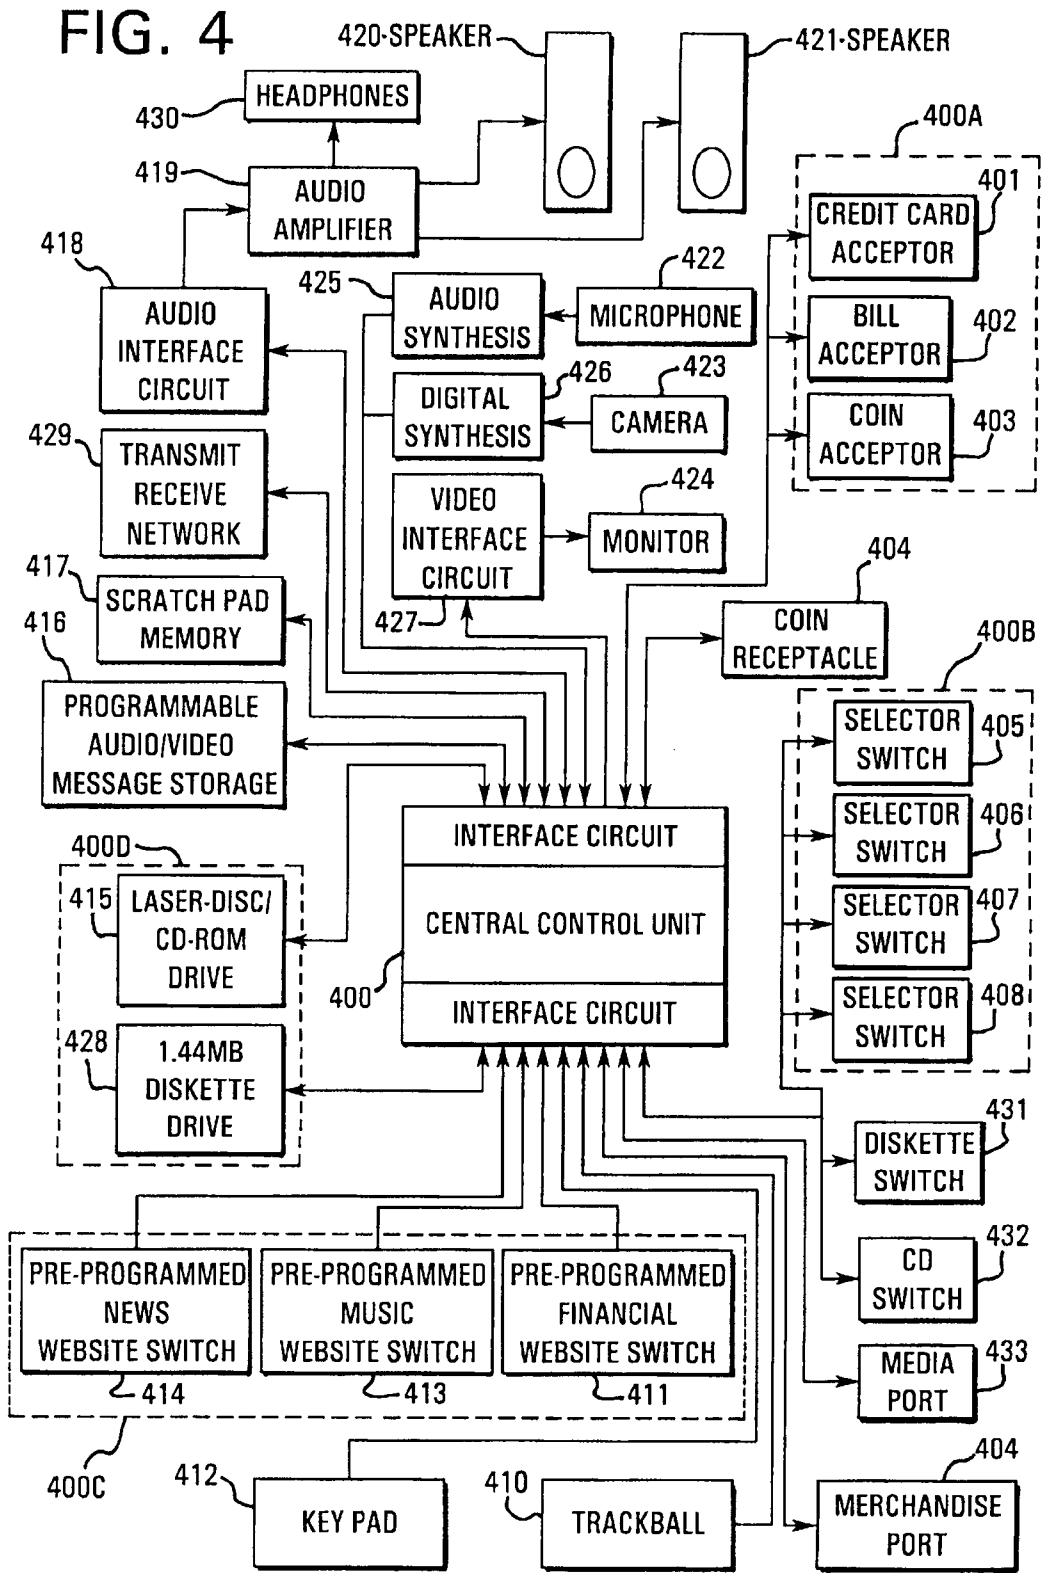 FIG. 4
420-SPEAKER
421-SPEAKER
HEADPHONES
430
400A
419
AUDIO
AMPLIFIER
401
CREDIT CARD
ACCEPTOR
418
425
422
AUDIO
INTERFACE
CIRCUIT
AUDIO
SYNTHESIS
MICROPHONE
BILL
ACCEPTOR
402
426
423
DIGITAL
SYNTHESIS
CAMERA
COIN
ACCEPTOR
403
429
TRANSMIT
RECEIVE
NETWORK
VIDEO
INTERFACE
CIRCUIT
424
MONITOR
427
417
SCRATCH PAD
MEMORY
404
COIN
RECEPTACLE
416
PROGRAMMABLE
AUDIO/VIDEO
MESSAGE STORAGE
400B
SELECTOR
SWITCH
405
SELECTOR
SWITCH
406
SELECTOR
SWITCH
407
SELECTOR
SWITCH
408
INTERFACE CIRCUIT
CENTRAL CONTROL UNIT
400
INTERFACE CIRCUIT
400D
415
LASER-DISC/
CD-ROM
DRIVE
428
1.44MB
DISKETTE
DRIVE
431
DISKETTE
SWITCH
432
CD
SWITCH
433
MEDIA
PORT
PRE-PROGRAMMED
NEWS
WEBSITE SWITCH
414
PRE-PROGRAMMED
MUSIC
WEBSITE SWITCH
413
PRE-PROGRAMMED
FINANCIAL
WEBSITE SWITCH
411
400C
412
KEY PAD
410
TRACKBALL
404
MERCHANDISE
PORT